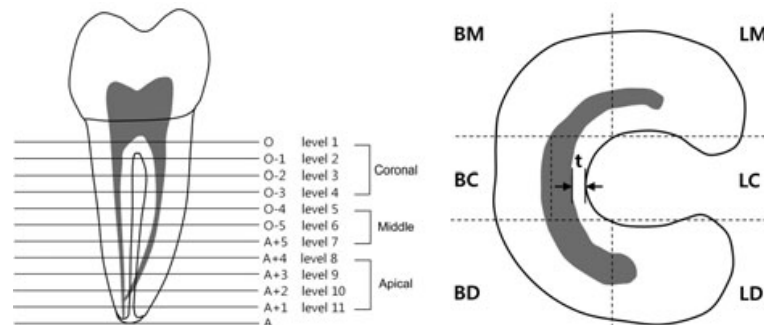 O level 1
O-1 level 2
O-2 level 3
O-3 level 4
Coronal
O-4 level 5
O-5 level 6
A+5 level 7
Middle
A+4 level 8
A+3 level 9
A+2 level 10
A+1 level 11
Apical
A
BM LM
t
BC LC
BD LD